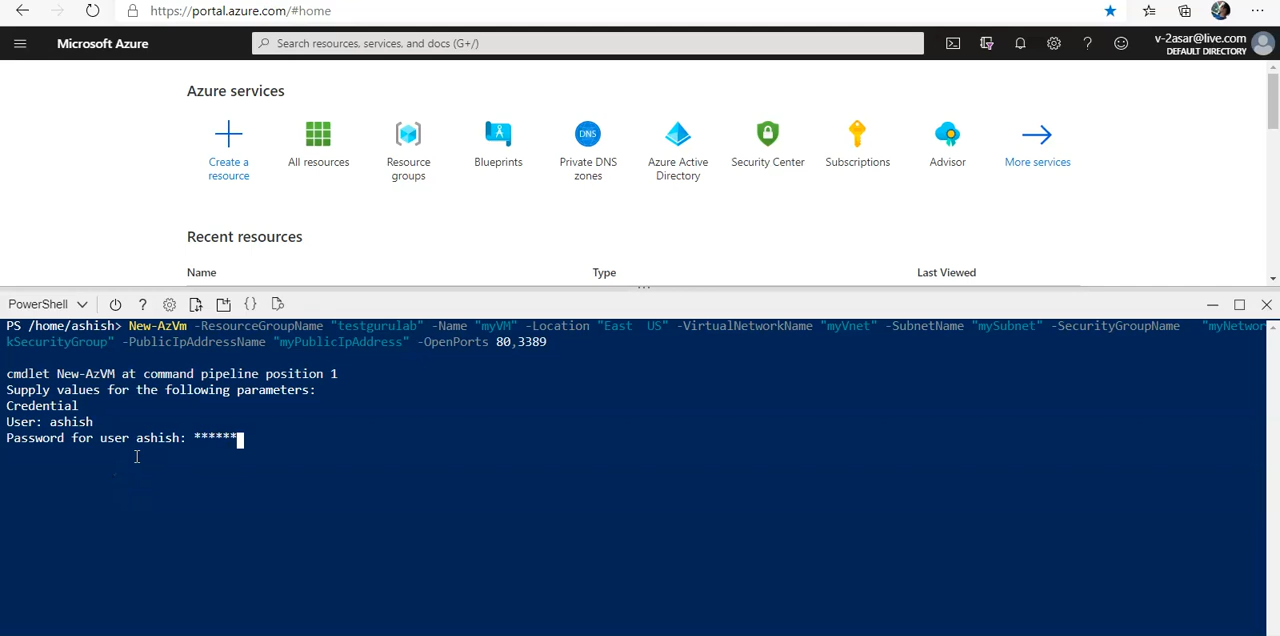 https://portal.azure.com/#home
Microsoft Azure
Search resources, services, and docs (G+/)
v-2asar@live.com
DEFAULT DIRECTORY
Azure services
DNS
Create a resource
All resources
Resource groups
Blueprints
Private DNS zones
Azure Active Directory
Security Center
Subscriptions
Advisor
More services
Recent resources
Name Type Last Viewed
PowerShell
PS /home/ashish> New-AzVm -ResourceGroupName "testgurulab" -Name "myVM" -Location "East  US" -VirtualNetworkName "myVnet" -SubnetName "mySubnet" -SecurityGroupName   "myNetwor
kSecurityGroup" -PublicIpAddressName "myPublicIpAddress" -OpenPorts 80,3389
cmdlet New-AzVM at command pipeline position 1
Supply values for the following parameters:
Credential
User: ashish
Password for user ashish: ******